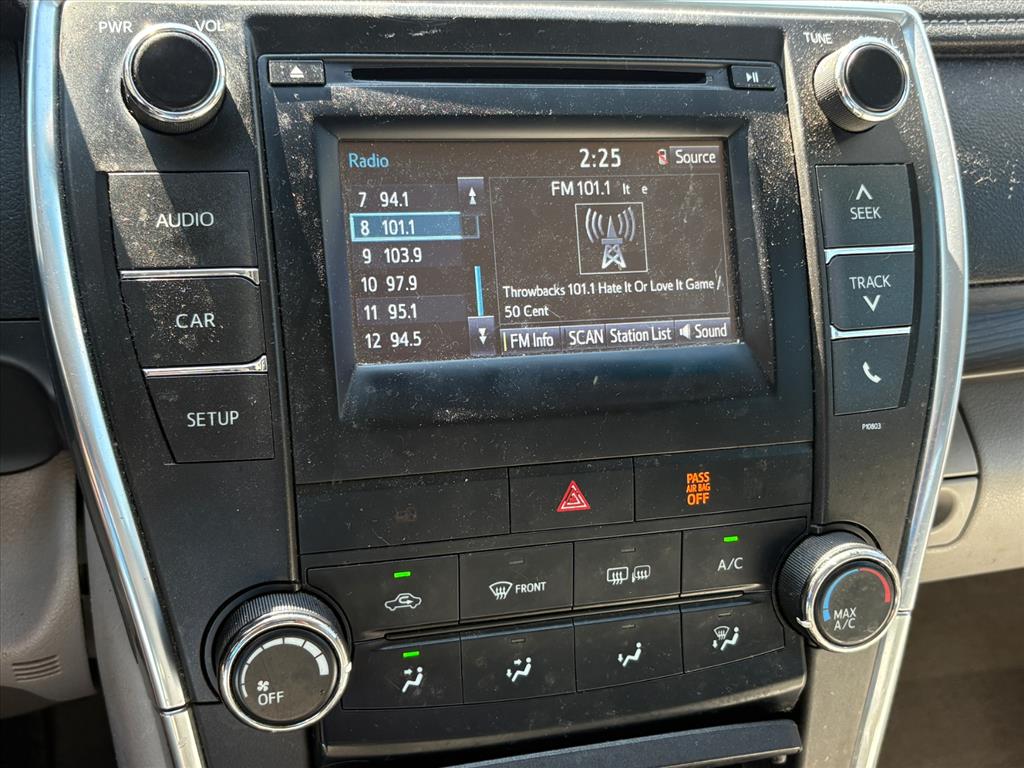 PWR
VOL
TUNE
Radio
2:25
Source
7 94.1
8 101.1
9 103.9
10 97.9
11 95.1
12 94.5
FM 101.1 It e
Throwbacks 101.1 Hate It Or Love It Game /
50 Cent
FM Info SCAN Station List Sound
AUDIO
CAR
SETUP
SEEK
TRACK
P10803
PASS
AIR BAG
OFF
FRONT
A/C
OFF
MAX
A/C